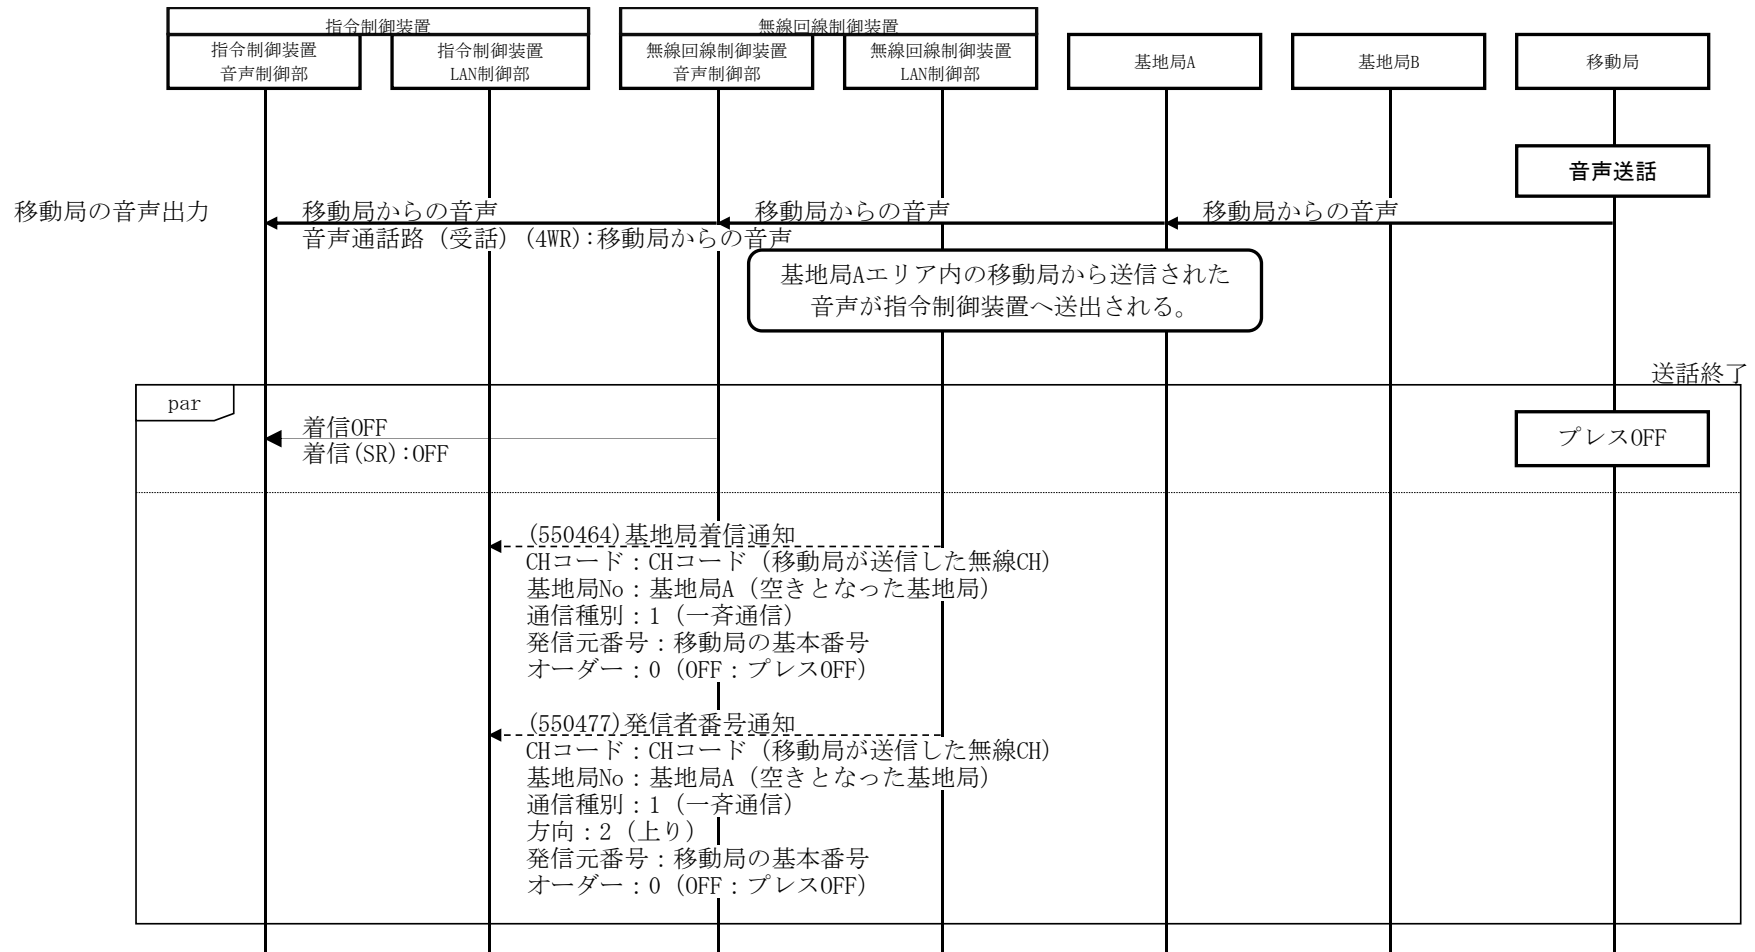 指令制御装置
無線回線制御装置
指令制御装置
音声制御部
指令制御装置
LAN制御部
無線回線制御装置
音声制御部
無線回線制御装置
LAN制御部
基地局A
基地局B
移動局
音声送話
移動局の音声出力
移動局からの音声
移動局からの音声
移動局からの音声
音声通話路（受話）(4WR):移動局からの音声
基地局Aエリア内の移動局から送信された
音声が指令制御装置へ送出される。
送話終了
par
着信OFF
着信(SR):OFF
プレスOFF
(550464)基地局着信通知
CHコード：CHコード（移動局が送信した無線CH）
基地局No：基地局A（空きとなった基地局）
通信種別：1（一斉通信）
発信元番号：移動局の基本番号
オーダー：0（OFF：プレスOFF）
(550477)発信者番号通知
CHコード：CHコード（移動局が送信した無線CH）
基地局No：基地局A（空きとなった基地局）
通信種別：1（一斉通信）
方向：2（上り）
発信元番号：移動局の基本番号
オーダー：0（OFF：プレスOFF）